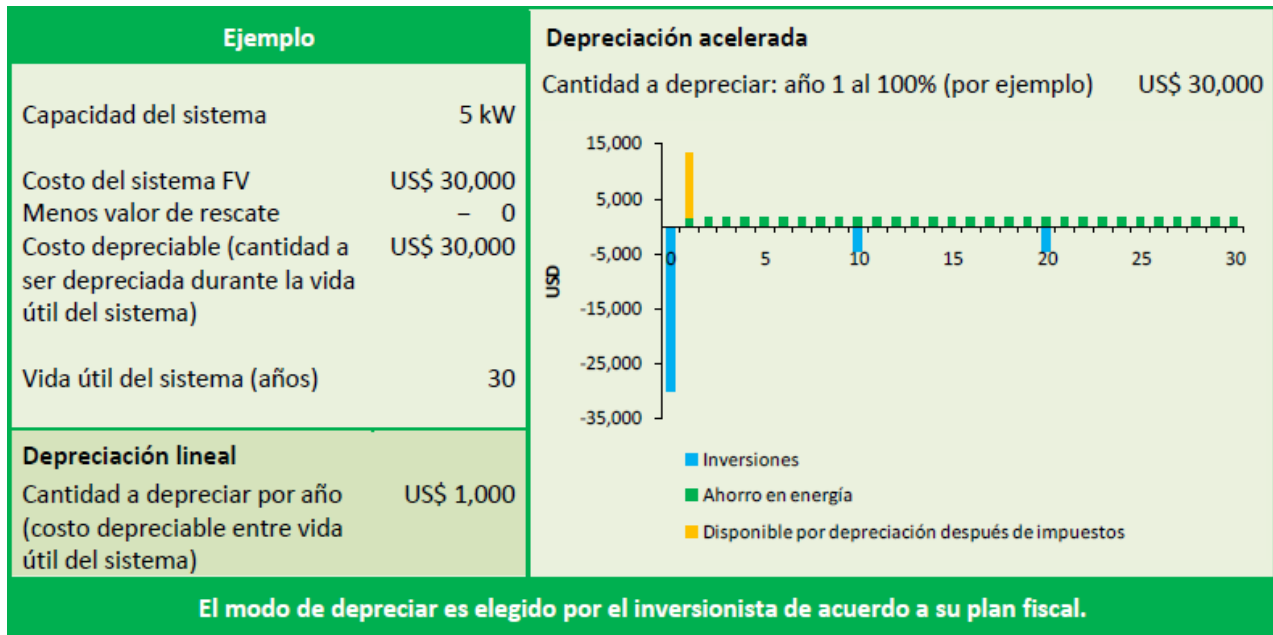 Ejemplo
Capacidad del sistema 5 kW
Costo del sistema FV US$ 30,000
Menos valor de rescate – 0
Costo depreciable (cantidad a US$ 30,000
ser depreciada durante la vida
útil del sistema)
Vida útil del sistema (años) 30
Depreciación lineal
Cantidad a depreciar por año US$ 1,000
(costo depreciable entre vida
útil del sistema)
Depreciación acelerada
Cantidad a depreciar: año 1 al 100% (por ejemplo) US$ 30,000
15,000
5,000
-5,000
-15,000
-25,000
-35,000
USD
0 5 10 15 20 25 30
Inversiones
Ahorro en energía
Disponible por depreciación después de impuestos
El modo de depreciar es elegido por el inversionista de acuerdo a su plan fiscal.